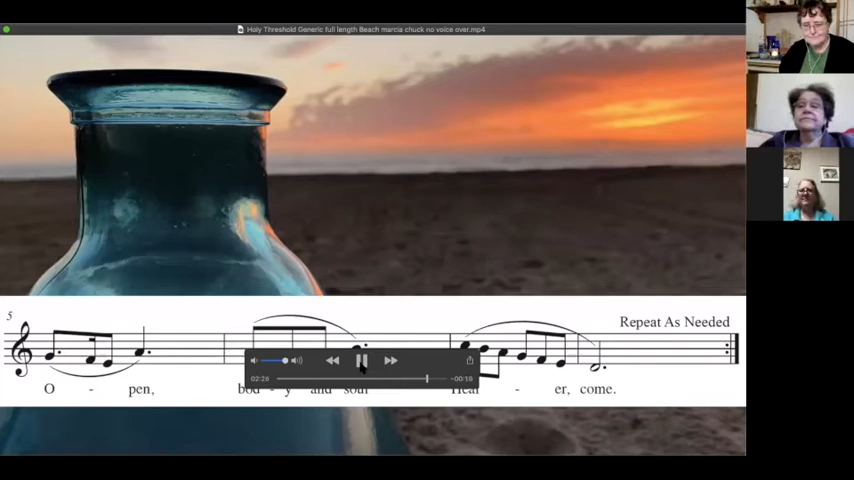 Holy Threshold Generic full length Beach marcia chuck no voice over.mp4
5
Repeat As Needed
02:26
-00:18
O - pen, bod - y and soul Heal - er, come.